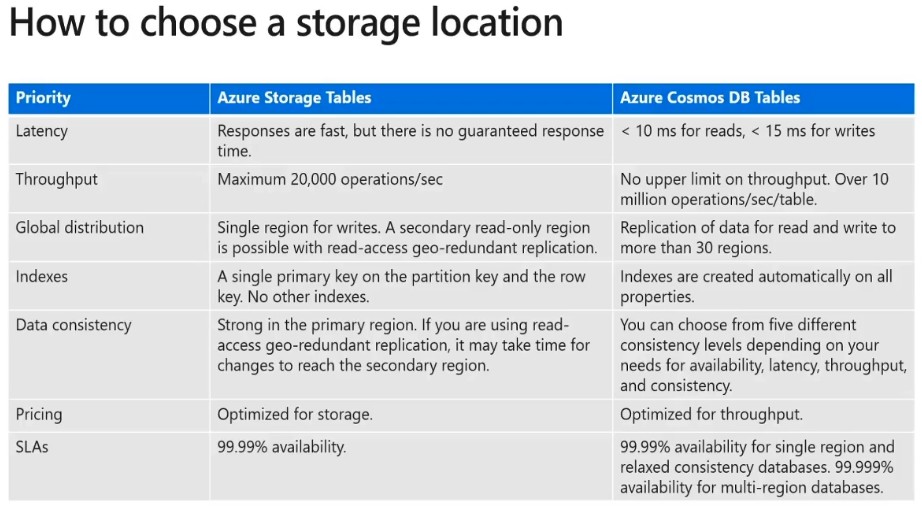 How to choose a storage location
Priority
Azure Storage Tables
Azure Cosmos DB Tables
Latency
Responses are fast, but there is no guaranteed response
time.
< 10 ms for reads, < 15 ms for writes
Throughput
Maximum 20,000 operations/sec
No upper limit on throughput. Over 10
million operations/sec/table.
Global distribution
Single region for writes. A secondary read-only region
is possible with read-access geo-redundant replication.
Replication of data for read and write to
more than 30 regions.
Indexes
A single primary key on the partition key and the row
key. No other indexes.
Indexes are created automatically on all
properties.
Data consistency
Strong in the primary region. If you are using read-
access geo-redundant replication, it may take time for
changes to reach the secondary region.
You can choose from five different
consistency levels depending on your
needs for availability, latency, throughput,
and consistency.
Pricing
Optimized for storage.
Optimized for throughput.
SLAs
99.99% availability.
99.99% availability for single region and
relaxed consistency databases. 99.999%
availability for multi-region databases.